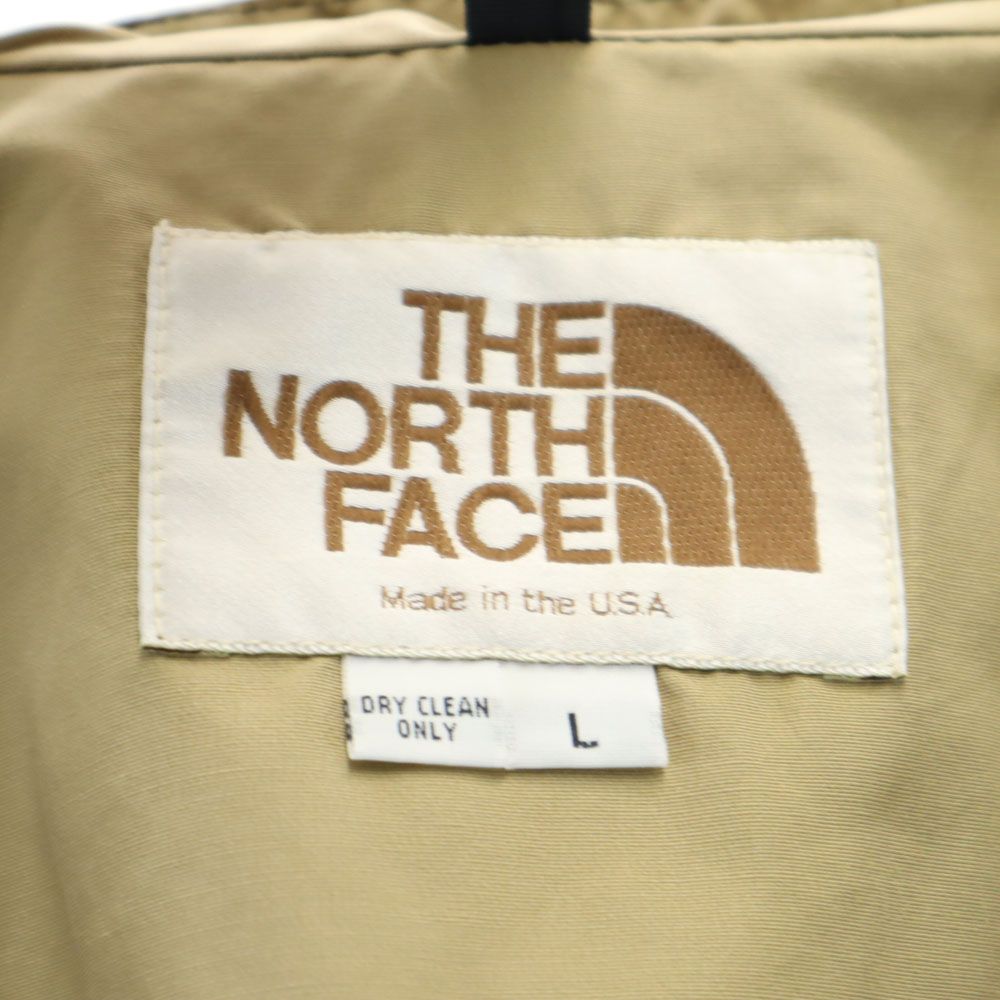 THE
NORTH
FACE
Made in the U.S.A
DRY CLEAN
ONLY
L